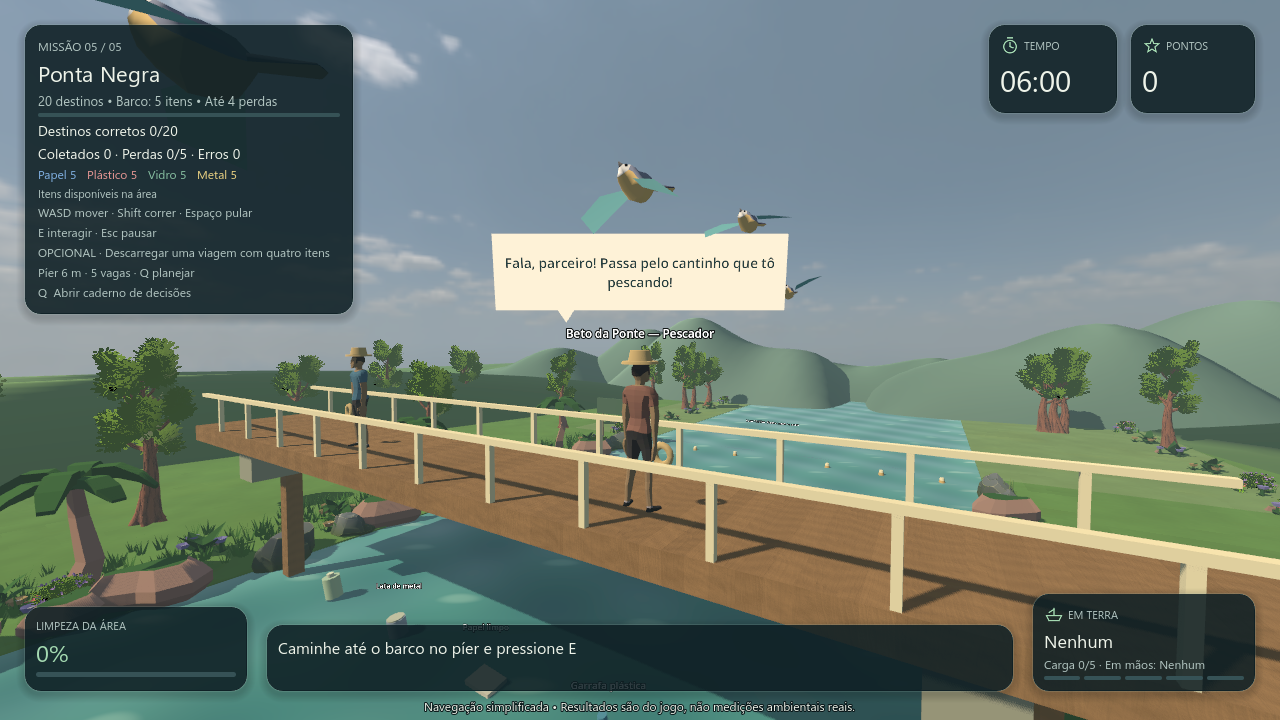 MISSÃO 05 / 05
Ponta Negra
20 destinos • Barco: 5 itens • Até 4 perdas
Destinos corretos 0/20
Coletados 0 · Perdas 0/5 · Erros 0
Papel 5 Plástico 5 Vidro 5 Metal 5
Itens disponíveis na área
WASD mover · Shift correr · Espaço pular
E interagir · Esc pausar
OPCIONAL · Descarregar uma viagem com quatro itens
Pier 6 m · 5 vagas · Q planejar
Q Abrir caderno de decisões
TEMPO
06:00
PONTOS
0
Fala, parceiro! Passa pelo cantinho que tô
pescando!
Beto da Ponte — Pescador
Lata de metal
Papel limpo
Garrafa plástica
LIMPEZA DA ÁREA
0%
Caminhe até o barco no píer e pressione E
EM TERRA
Nenhum
Carga 0/5 · Em mãos: Nenhum
Navegação simplificada • Resultados são do jogo, não medições ambientais reais.